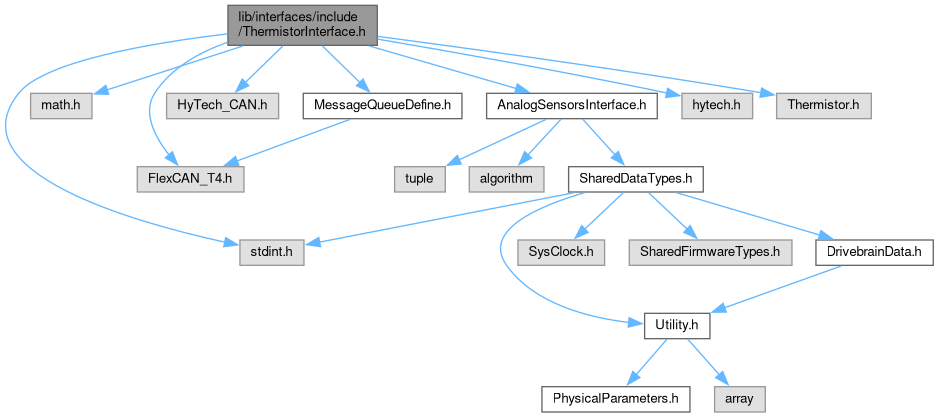 lib/interfaces/include
/ThermistorInterface.h
math.h
HyTech_CAN.h
MessageQueueDefine.h
AnalogSensorsInterface.h
hytech.h
Thermistor.h
FlexCAN_T4.h
tuple
algorithm
SharedDataTypes.h
stdint.h
SysClock.h
SharedFirmwareTypes.h
DrivebrainData.h
Utility.h
PhysicalParameters.h
array